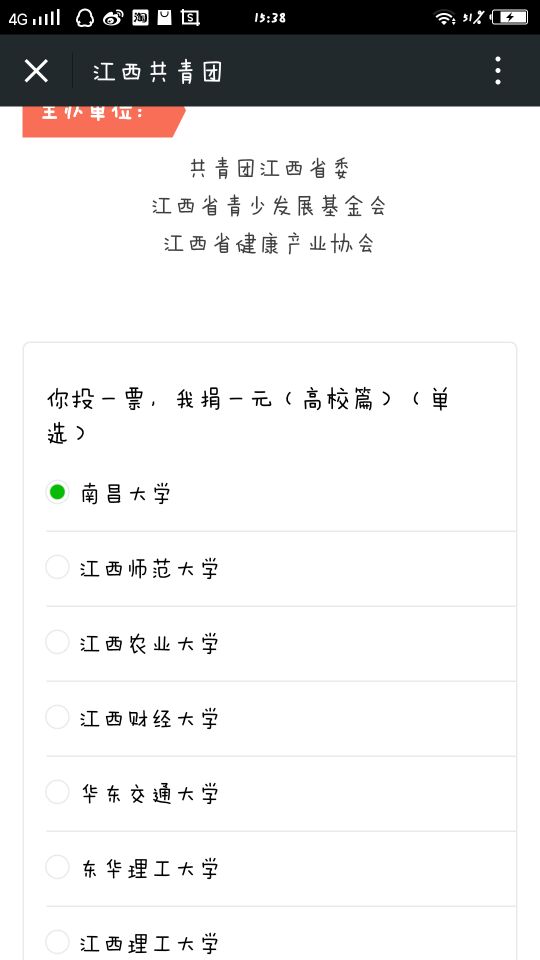 4G 15:38 51%
江西共青团
主办单位：
共青团江西省委
江西省青少发展基金会
江西省健康产业协会
你投一票，我捐一元（高校篇）（单
选）
南昌大学
江西师范大学
江西农业大学
江西财经大学
华东交通大学
东华理工大学
江西理工大学